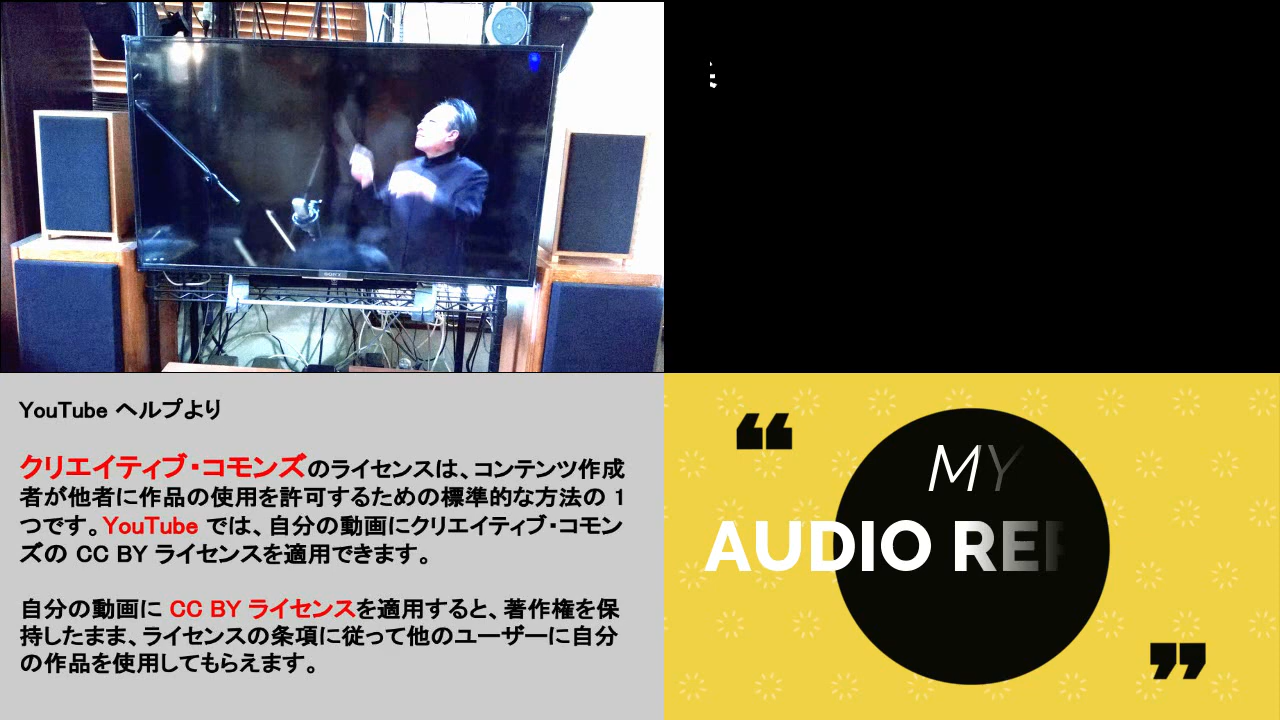 SONY
YouTube ヘルプより
クリエイティブ・コモンズのライセンスは、コンテンツ作成
者が他者に作品の使用を許可するための標準的な方法の 1
つです。YouTube では、自分の動画にクリエイティブ・コモン
ズの CC BY ライセンスを適用できます。
自分の動画に CC BY ライセンスを適用すると、著作権を保
持したまま、ライセンスの条項に従って他のユーザーに自分
の作品を使用してもらえます。
❝
MY
AUDIO REP
❞